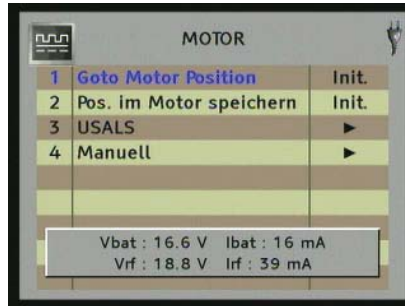 MOTOR
1 Goto Motor Position Init.
2 Pos. im Motor speichern Init.
3 USALS ►
4 Manuell ►
Vbat : 16.6 V Ibat : 16 mA
Vrf : 18.8 V Irf : 39 mA